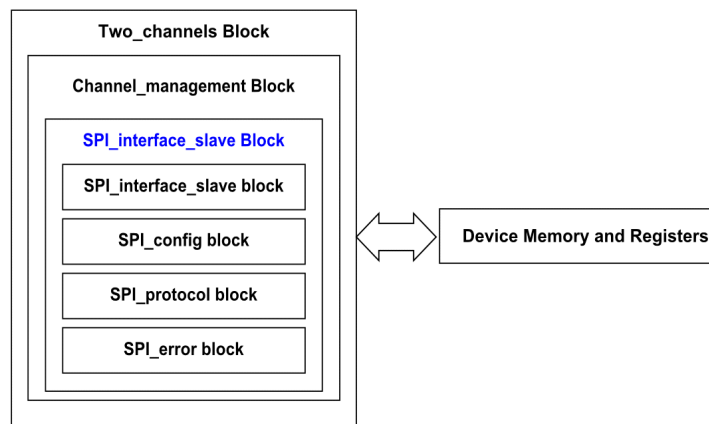 Two_channels Block
Channel_management Block
SPI_interface_slave Block
SPI_interface_slave block
SPI_config block
SPI_protocol block
SPI_error block
Device Memory and Registers